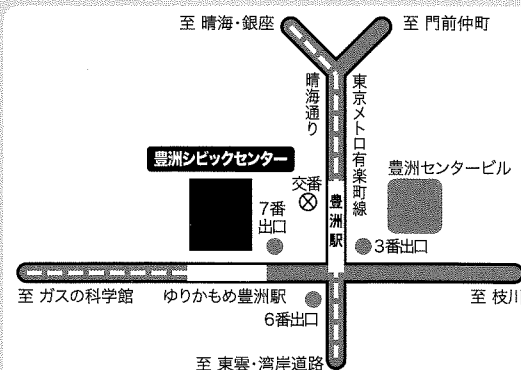 至 晴海・銀座
至 門前仲町
晴海通り
東京メトロ有楽町線
豊洲シビックセンター
豊洲センタービル
交番
豊洲駅
7番
出口
3番出口
至 ガスの科学館
ゆりかもめ豊洲駅
至 枝川
6番出口
至 東雲・湾岸道路